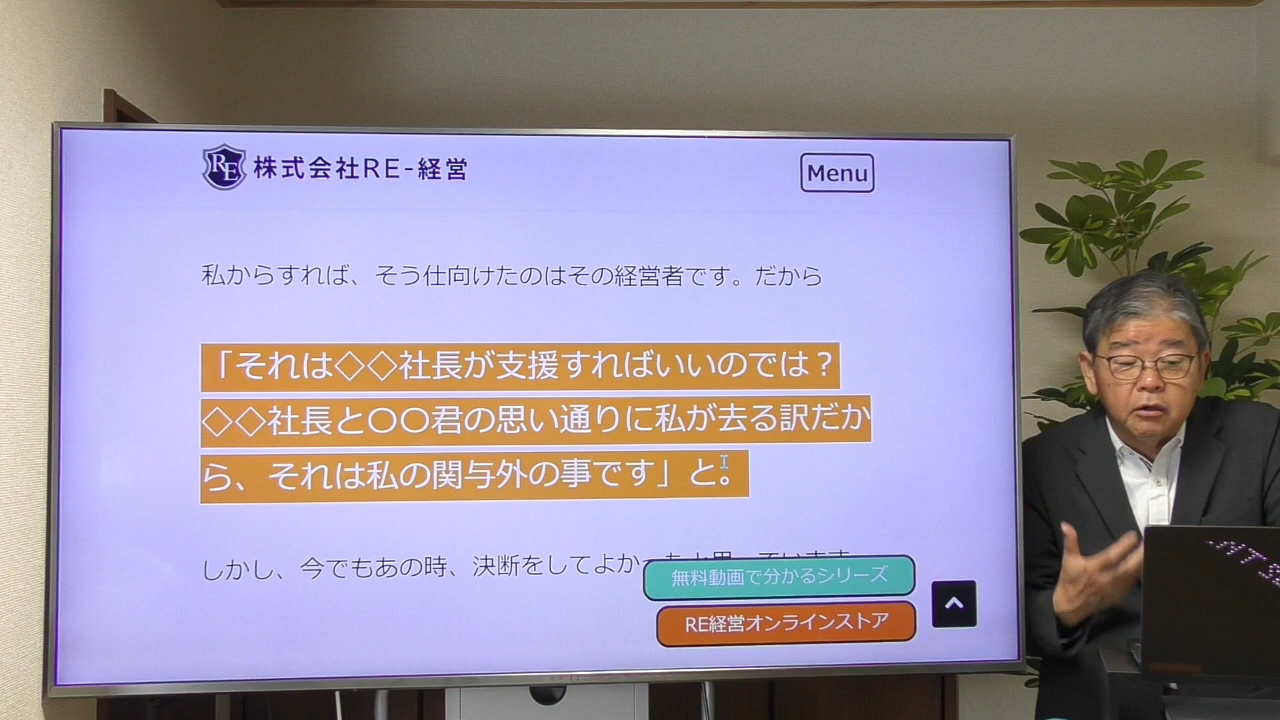 RE
株式会社RE-経営
Menu
私からすれば、そう仕向けたのはその経営者です。だから
「それは◇◇社長が支援すればいいのでは？
◇◇社長と〇〇君の思い通りに私が去る訳だか
ら、それは私の関与外の事です」と。
しかし、今でもあの時、決断をしてよか
無料動画で分かるシリーズ
RE経営オンラインストア